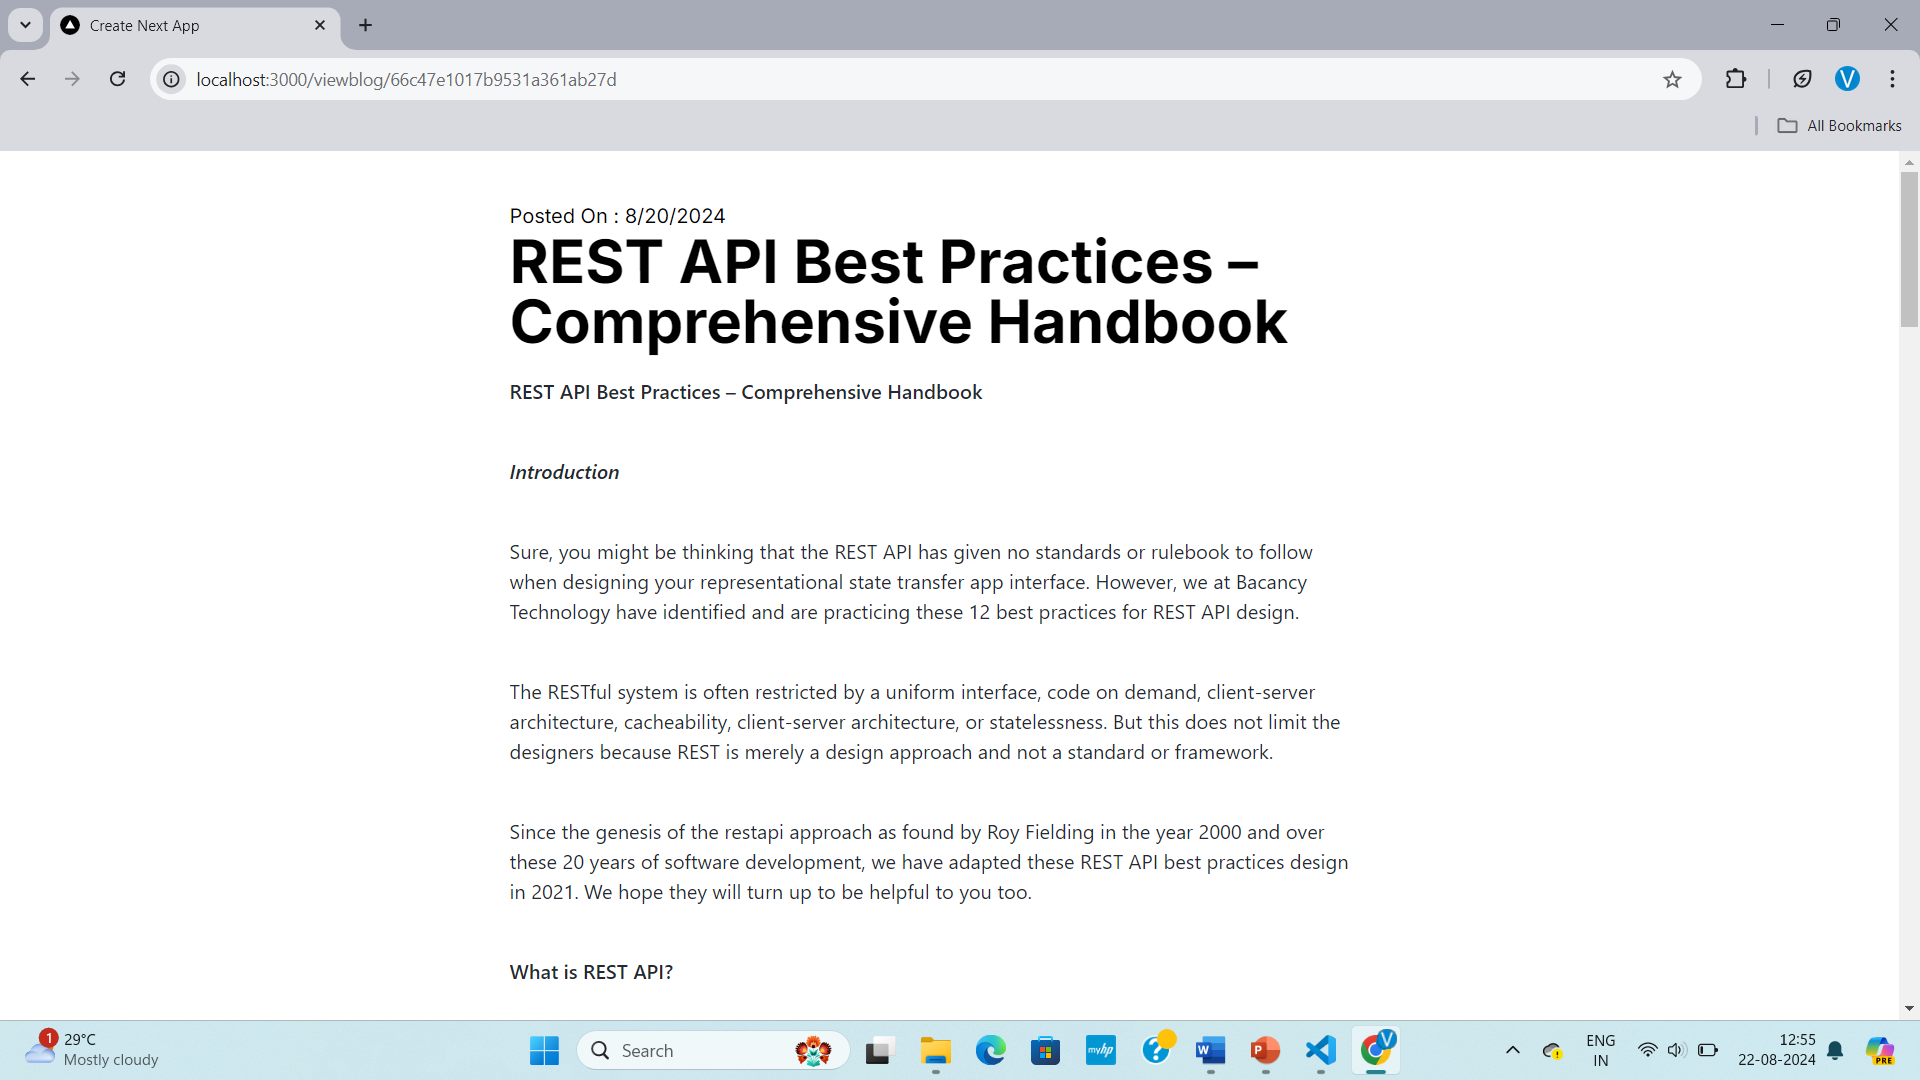 Create Next App
localhost:3000/viewblog/66c47e1017b9531a361ab27d
V
All Bookmarks
Posted On : 8/20/2024
REST API Best Practices –
Comprehensive Handbook
REST API Best Practices – Comprehensive Handbook
Introduction
Sure, you might be thinking that the REST API has given no standards or rulebook to follow
when designing your representational state transfer app interface. However, we at Bacancy
Technology have identified and are practicing these 12 best practices for REST API design.
The RESTful system is often restricted by a uniform interface, code on demand, client-server
architecture, cacheability, client-server architecture, or statelessness. But this does not limit the
designers because REST is merely a design approach and not a standard or framework.
Since the genesis of the restapi approach as found by Roy Fielding in the year 2000 and over
these 20 years of software development, we have adapted these REST API best practices design
in 2021. We hope they will turn up to be helpful to you too.
What is REST API?
1
29°C
Mostly cloudy
Search
myhp
?
W
P
V
ENG
IN
12:55
22-08-2024
PRE